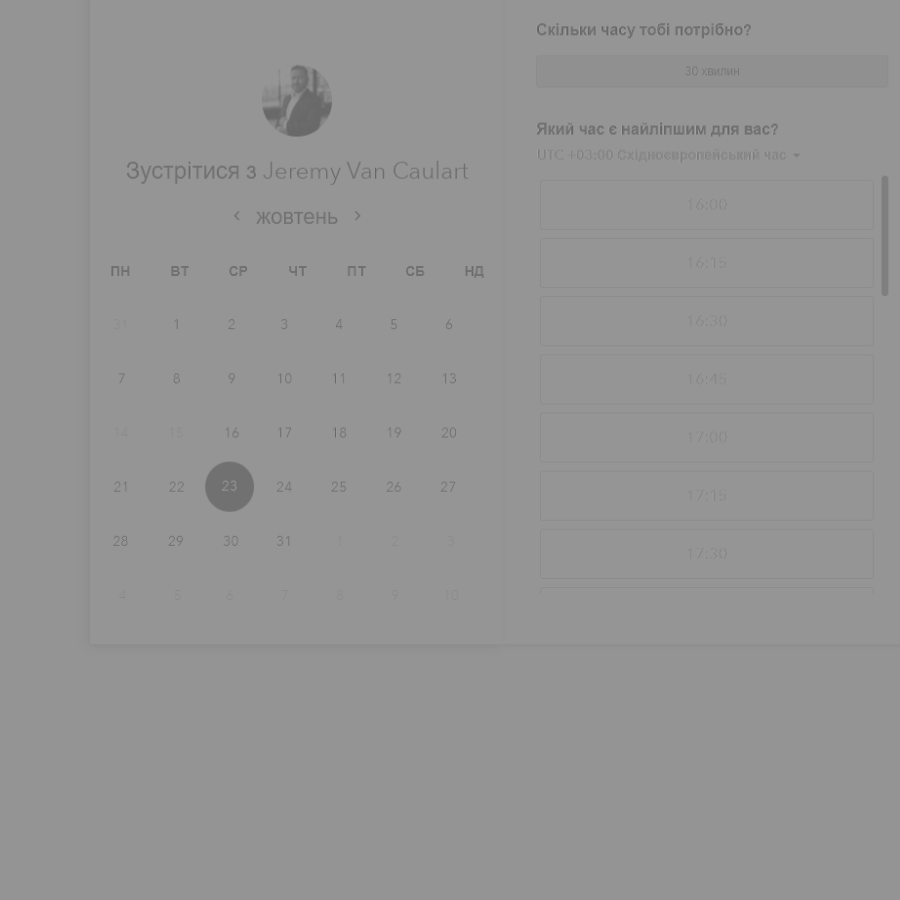 Зустрітися з Jeremy Van Caulart
жовтень
ПН ВТ СР ЧТ ПТ СБ НД
31 1 2 3 4 5 6
7 8 9 10 11 12 13
14 15 16 17 18 19 20
21 22 23 24 25 26 27
28 29 30 31 1 2 3
4 5 6 7 8 9 10
Скільки часу тобі потрібно?
30 хвилин
Який час є найліпшим для вас?
UTC +03:00 Східноєвропейський час
16:00
16:15
16:30
16:45
17:00
17:15
17:30